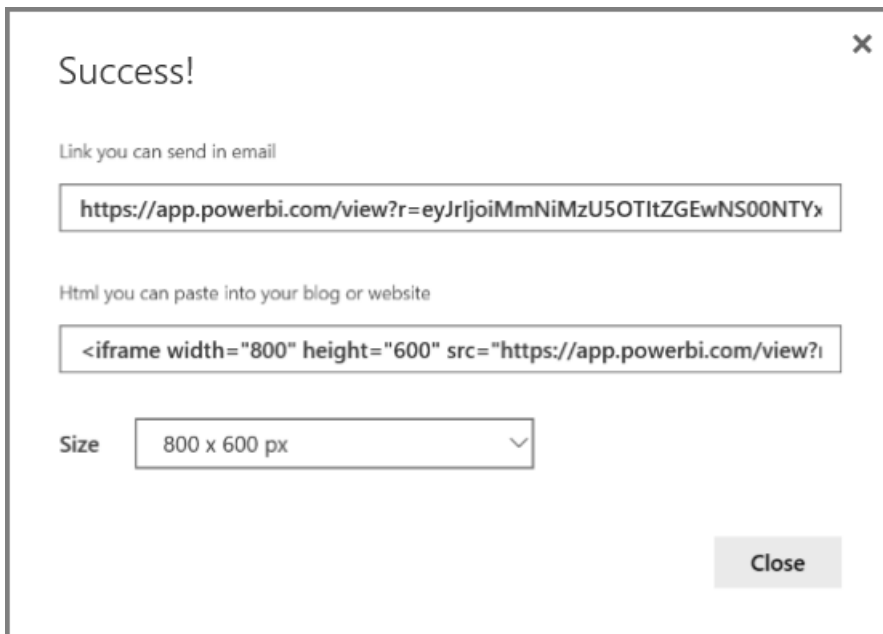 Success!
Link you can send in email
https://app.powerbi.com/view?r=eyJrIjoiMmNiMzU5OTItZGEwNS00NTYx
Html you can paste into your blog or website
<iframe width="800" height="600" src="https://app.powerbi.com/view?
Size 800 x 600 px
Close